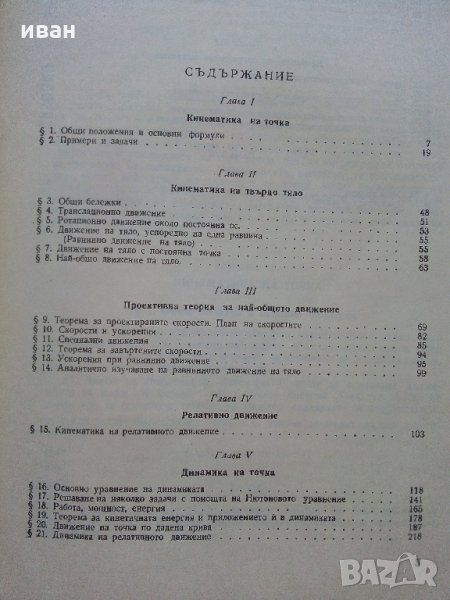 иван
СЪДЪРЖАНИЕ
Глава I
Кинематика на точка
§ 1. Общи положения и основни формули 7
§ 2. Примери и задачи 19
Глава II
Кинематика на твърдо тяло
§ 3. Общи бележки 48
§ 4. Транслационно движение 51
§ 5. Ротационно движение около постоянна ос 53
§ 6. Движение на тяло, успоредно на една равнина 55
(Равнинно движение на тяло) 55
§ 7. Движение на тяло с постоянна точка 58
§ 8. Най-общо движение на тяло 63
Глава III
Проективна теория на най-общото движение
§ 9. Теорема за проектираните скорости. План на скоростите 69
§ 10. Скорости и ускорения 82
§ 11. Специални движения 85
§ 12. Теорема за завъртените скорости 94
§ 13. Ускорения при равнинно движение 95
§ 14. Аналитично изучаване на равнинното движение на тяло 99
Глава IV
Релативно движение
§ 15. Кинематика на релативното движение 103
Глава V
Динамика на точка
§ 16. Основно уравнение на динамиката 118
§ 17. Решаване на няколко задачи с помощта на Нютоновото уравнение 141
§ 18. Работа, мощност, енергия 165
§ 19. Теорема за кинетичната енергия и приложението ѝ в динамиката 178
§ 20. Движение на точка по дадена крива 187
§ 21. Динамика на релативното движение 218
BAZAR